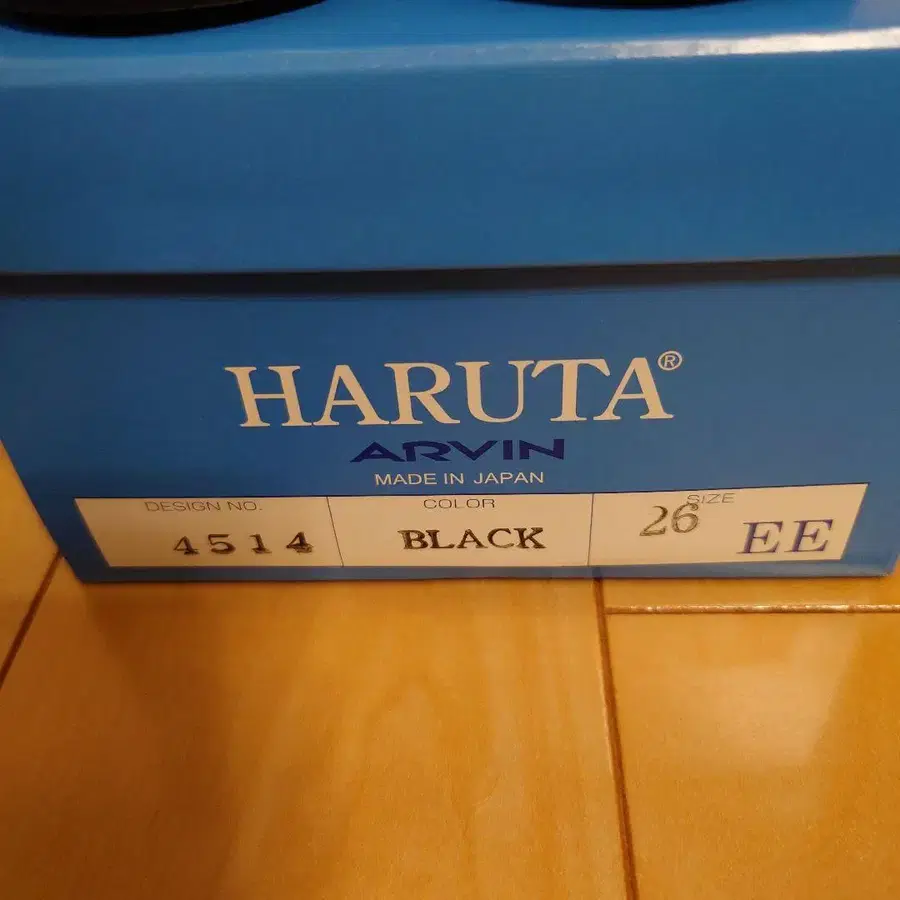 HARUTA®
ARVIN
MADE IN JAPAN
DESIGN NO. COLOR SIZE
4514 BLACK 26 EE